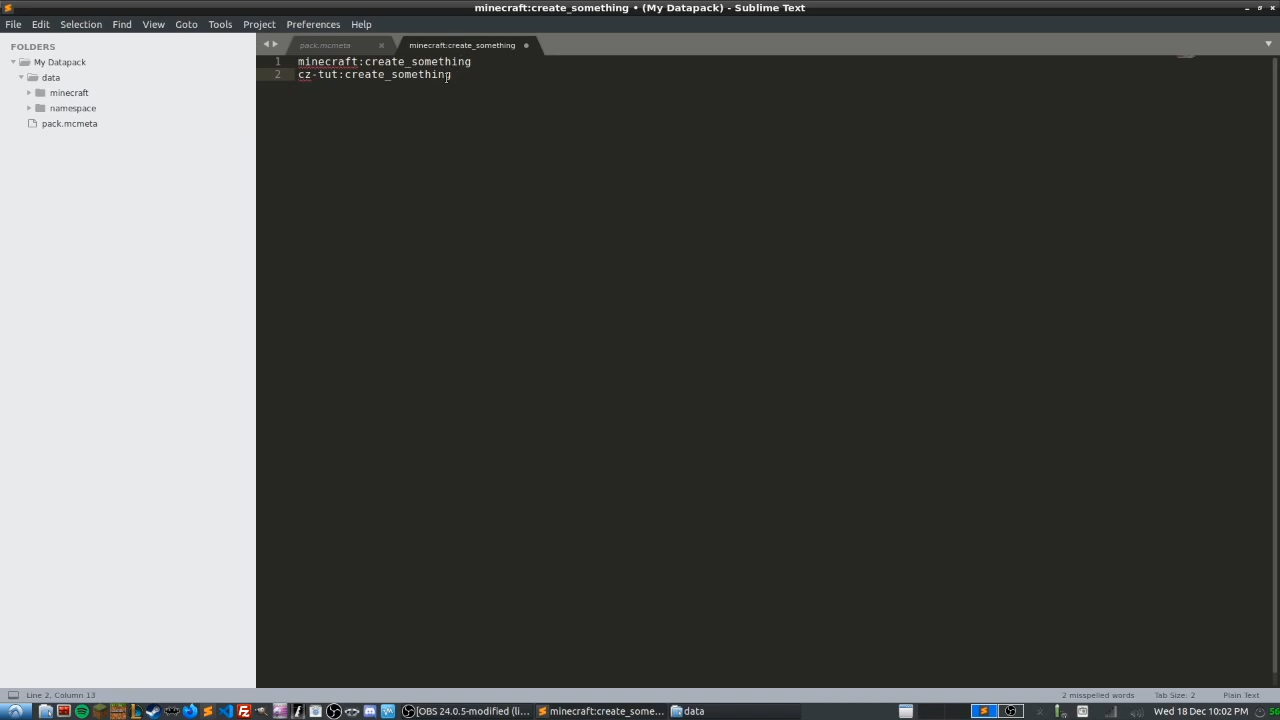 minecraft:create_something • (My Datapack) - Sublime Text
File Edit Selection Find View Goto Tools Project Preferences Help
FOLDERS
My Datapack
data
minecraft
namespace
pack.mcmeta
pack.mcmeta
minecraft:create_something
1 minecraft:create_something
2 cz-tut:create_something
Line 2, Column 13
2 misspelled words
Tab Size: 2
Plain Text
[OBS 24.0.5-modified (li...
minecraft:create_some...
data
Wed 18 Dec 10:02 PM
56